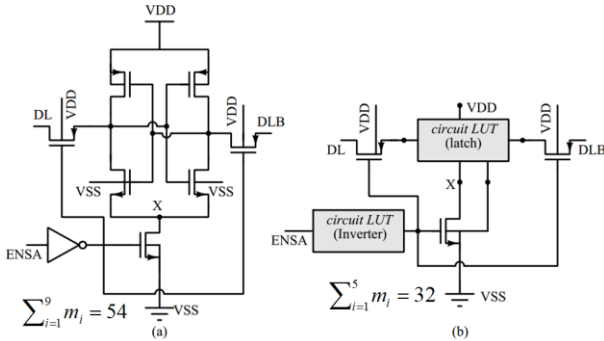 VDD
DL
VDD
VDD
DLB
VSS
VSS
X
ENSA
VSS
∑_{i=1}^{9} m_i = 54
(a)
VDD
VDD
VDD
DL
circuit LUT
(latch)
DLB
X
circuit LUT
(Inverter)
ENSA
VSS
∑_{i=1}^{5} m_i = 32
(b)